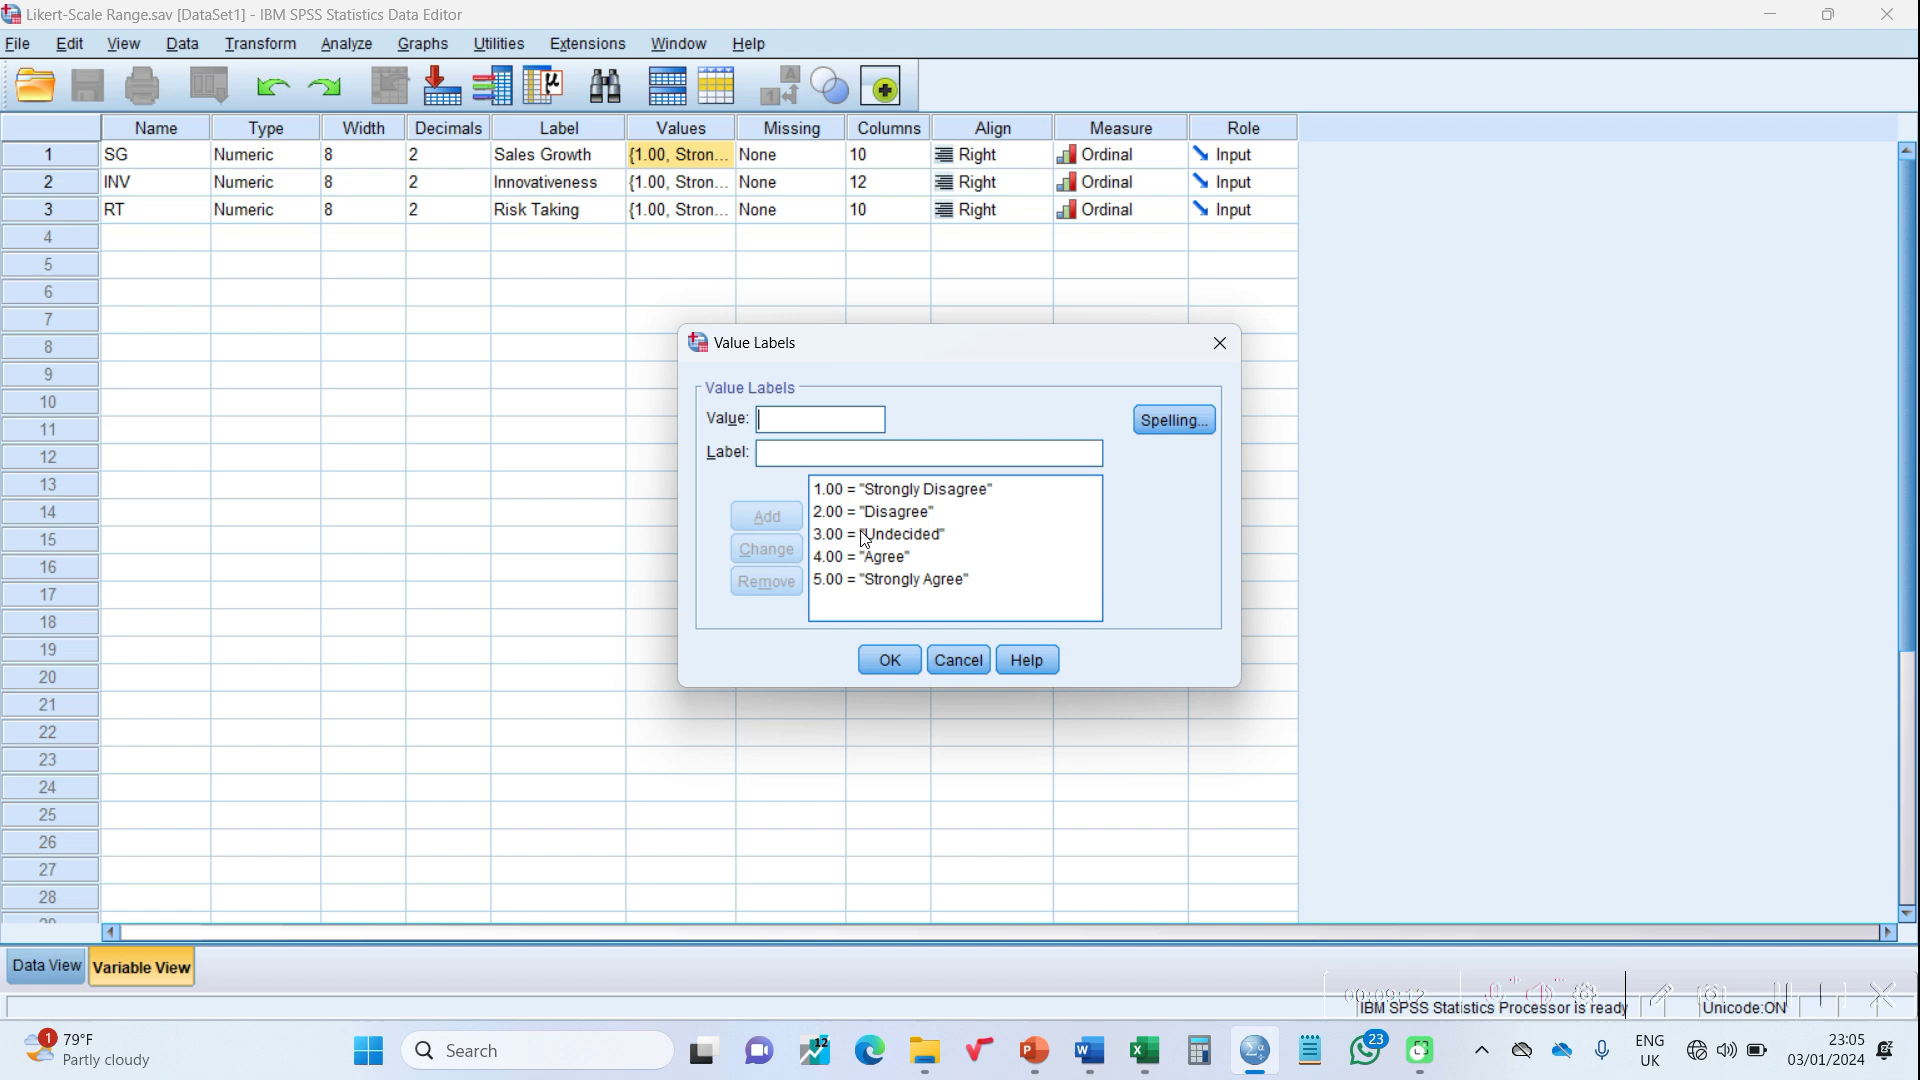 Likert-Scale Range.sav [DataSet1] - IBM SPSS Statistics Data Editor
File Edit View Data Transform Analyze Graphs Utilities Extensions Window Help
Name Type Width Decimals Label Values Missing Columns Align Measure Role
1 SG Numeric 8 2 Sales Growth {1.00, Stron... None 10 Right Ordinal Input
2 INV Numeric 8 2 Innovativeness {1.00, Stron... None 12 Right Ordinal Input
3 RT Numeric 8 2 Risk Taking {1.00, Stron... None 10 Right Ordinal Input
4
5
6
7
8
9
10
11
12
13
14
15
16
17
18
19
20
21
22
23
24
25
26
27
28
Value Labels
Value Labels
Value:
Spelling...
Label:
1.00 = "Strongly Disagree"
2.00 = "Disagree"
3.00 = "Undecided"
4.00 = "Agree"
5.00 = "Strongly Agree"
Add
Change
Remove
OK Cancel Help
Data View Variable View
IBM SPSS Statistics Processor is ready Unicode:ON
1 79°F
Partly cloudy
Search
12
23
ENG
UK
23:05
03/01/2024